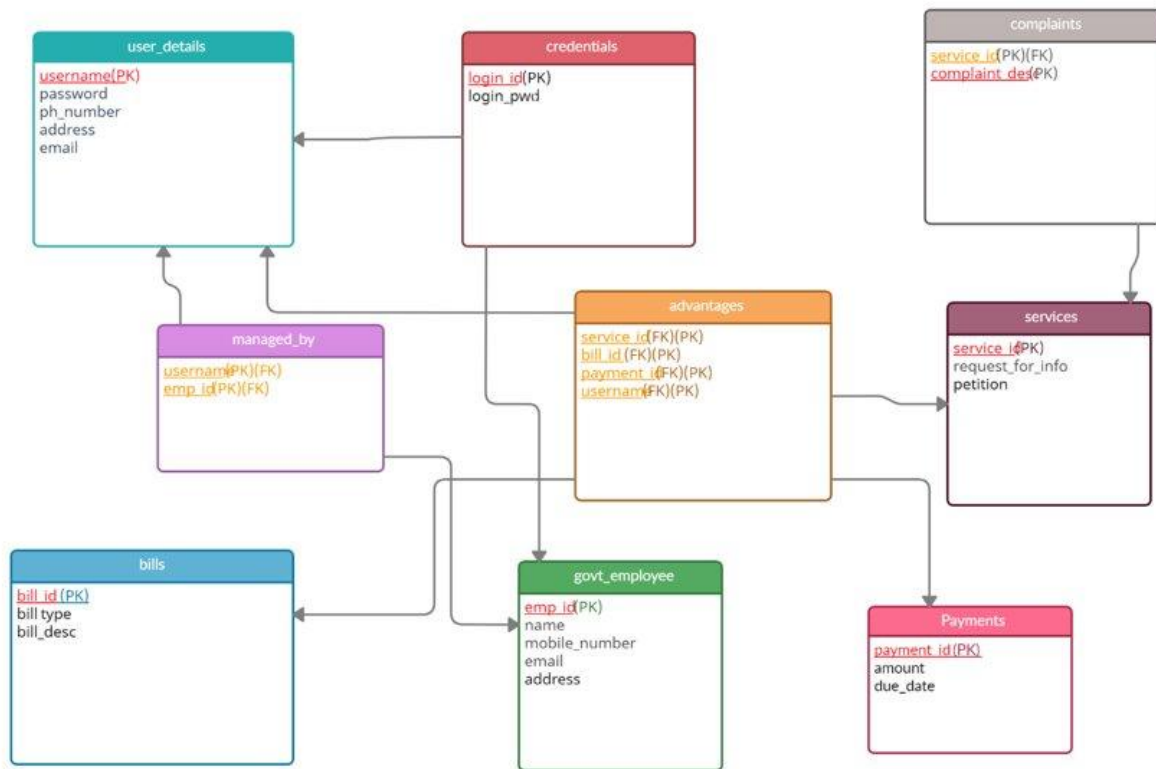 user_details
username(PK)
password
ph_number
address
email
credentials
login_id(PK)
login_pwd
complaints
service_id(PK)(FK)
complaint_desc(PK)
managed_by
username(PK)(FK)
emp_id(PK)(FK)
advantages
service_id(FK)(PK)
bill_id (FK)(PK)
payment_id(FK)(PK)
username(FK)(PK)
services
service_id(PK)
request_for_info
petition
bills
bill_id (PK)
bill type
bill_desc
govt_employee
emp_id(PK)
name
mobile_number
email
address
Payments
payment_id(PK)
amount
due_date